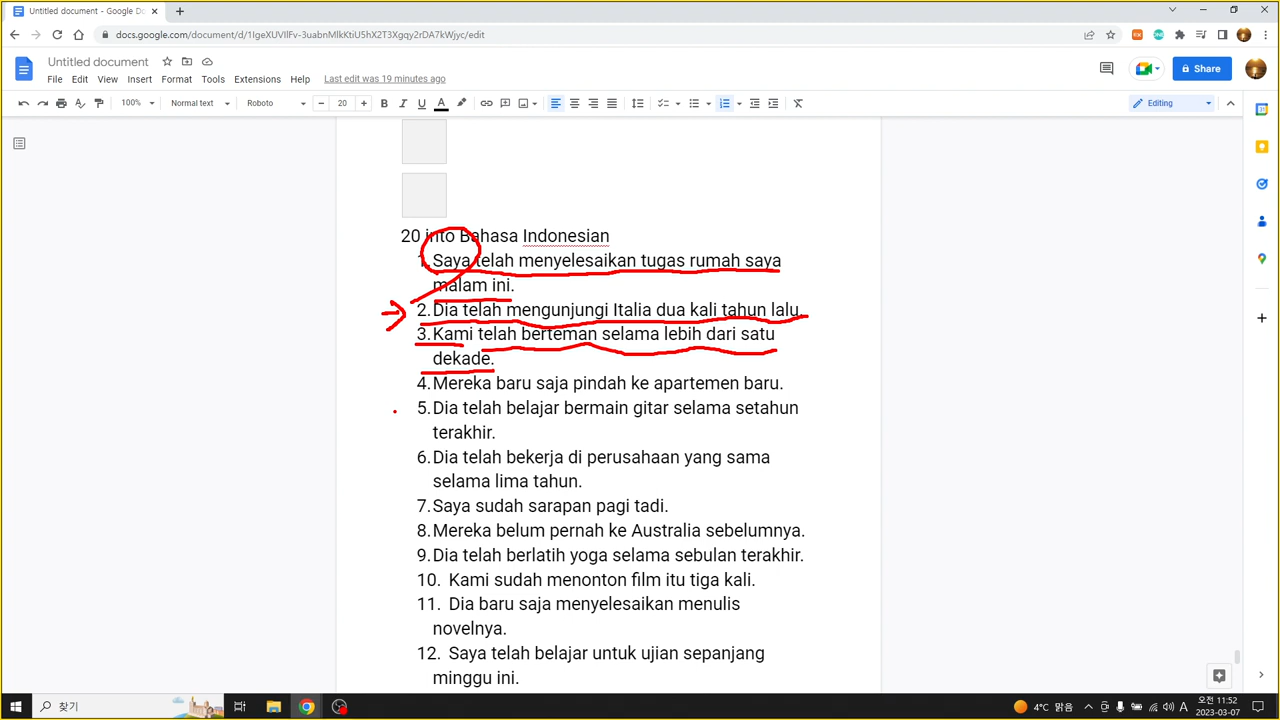 Untitled document - Google Do
docs.google.com/document/d/1IgeXUVIlFv-3uabnMlkKtiU5hX2T3Xgqy2rDA7kWjyc/edit
Untitled document
File Edit View Insert Format Tools Extensions Help Last edit was 19 minutes ago
Share
100% Normal text Roboto 20 B I U A Editing
20 into Bahasa Indonesian
1. Saya telah menyelesaikan tugas rumah saya
malam ini.
2. Dia telah mengunjungi Italia dua kali tahun lalu.
3. Kami telah berteman selama lebih dari satu
dekade.
4. Mereka baru saja pindah ke apartemen baru.
5. Dia telah belajar bermain gitar selama setahun
terakhir.
6. Dia telah bekerja di perusahaan yang sama
selama lima tahun.
7. Saya sudah sarapan pagi tadi.
8. Mereka belum pernah ke Australia sebelumnya.
9. Dia telah berlatih yoga selama sebulan terakhir.
10. Kami sudah menonton film itu tiga kali.
11. Dia baru saja menyelesaikan menulis
novelnya.
12. Saya telah belajar untuk ujian sepanjang
minggu ini.
찾기
4°C 맑음 A 오전 11:52
2023-03-07